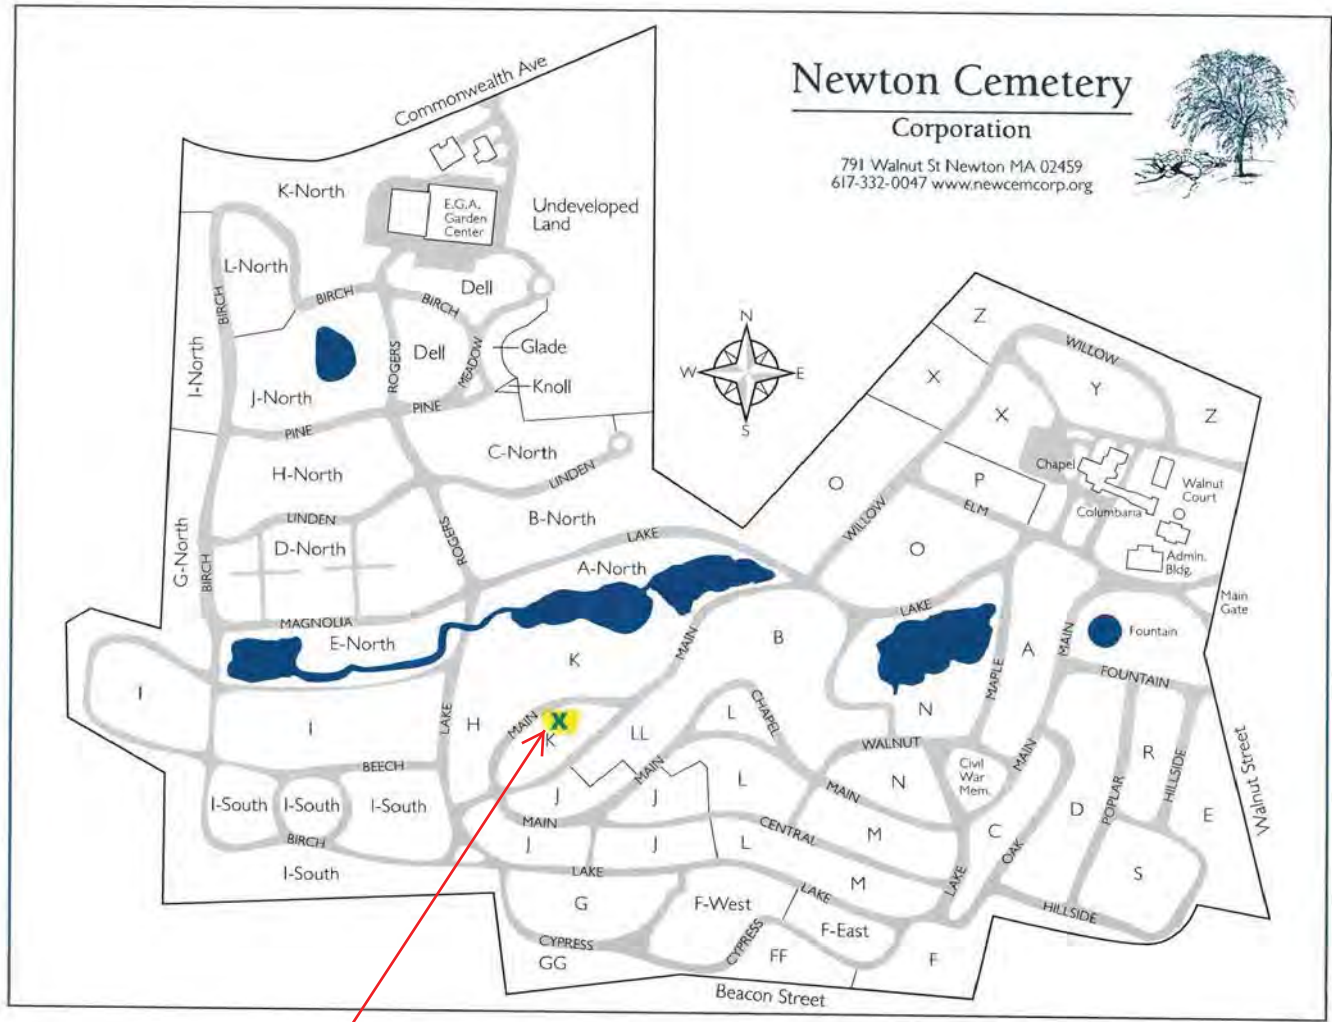 Newton Cemetery
Corporation
791 Walnut St Newton MA 02459
617-332-0047 www.newcemcorp.org
Commonwealth Ave
K-North
E.G.A.
Garden
Center
Undeveloped
Land
L-North
Dell
BIRCH
BIRCH
BIRCH
I-North
ROGERS
Dell
MEADOW
Glade
Knoll
J-North
PINE
PINE
N
W
E
S
Z
WILLOW
X
Y
Z
X
C-North
H-North
LINDEN
Chapel
Walnut
Court
P
O
ELM
Columbaria
LINDEN
B-North
WILLOW
G-North
D-North
ROGERS
LAKE
O
Admin.
Bldg.
BIRCH
A-North
Main
Gate
MAGNOLIA
LAKE
E-North
MAIN
B
A
MAIN
Fountain
K
MAPLE
FOUNTAIN
I
I
LAKE
H
MAIN
X
K
LL
L
CHAPEL
N
WALNUT
MAIN
R
HILLSIDE
Walnut Street
BEECH
MAIN
Civil
War
Mem.
I-South
I-South
I-South
J
J
L
MAIN
N
D
POPLAR
E
MAIN
CENTRAL
M
C
OAK
BIRCH
J
J
L
I-South
LAKE
M
LAKE
S
G
F-West
LAKE
F-East
HILLSIDE
CYPRESS
GG
CYPRESS
FF
F
Beacon Street